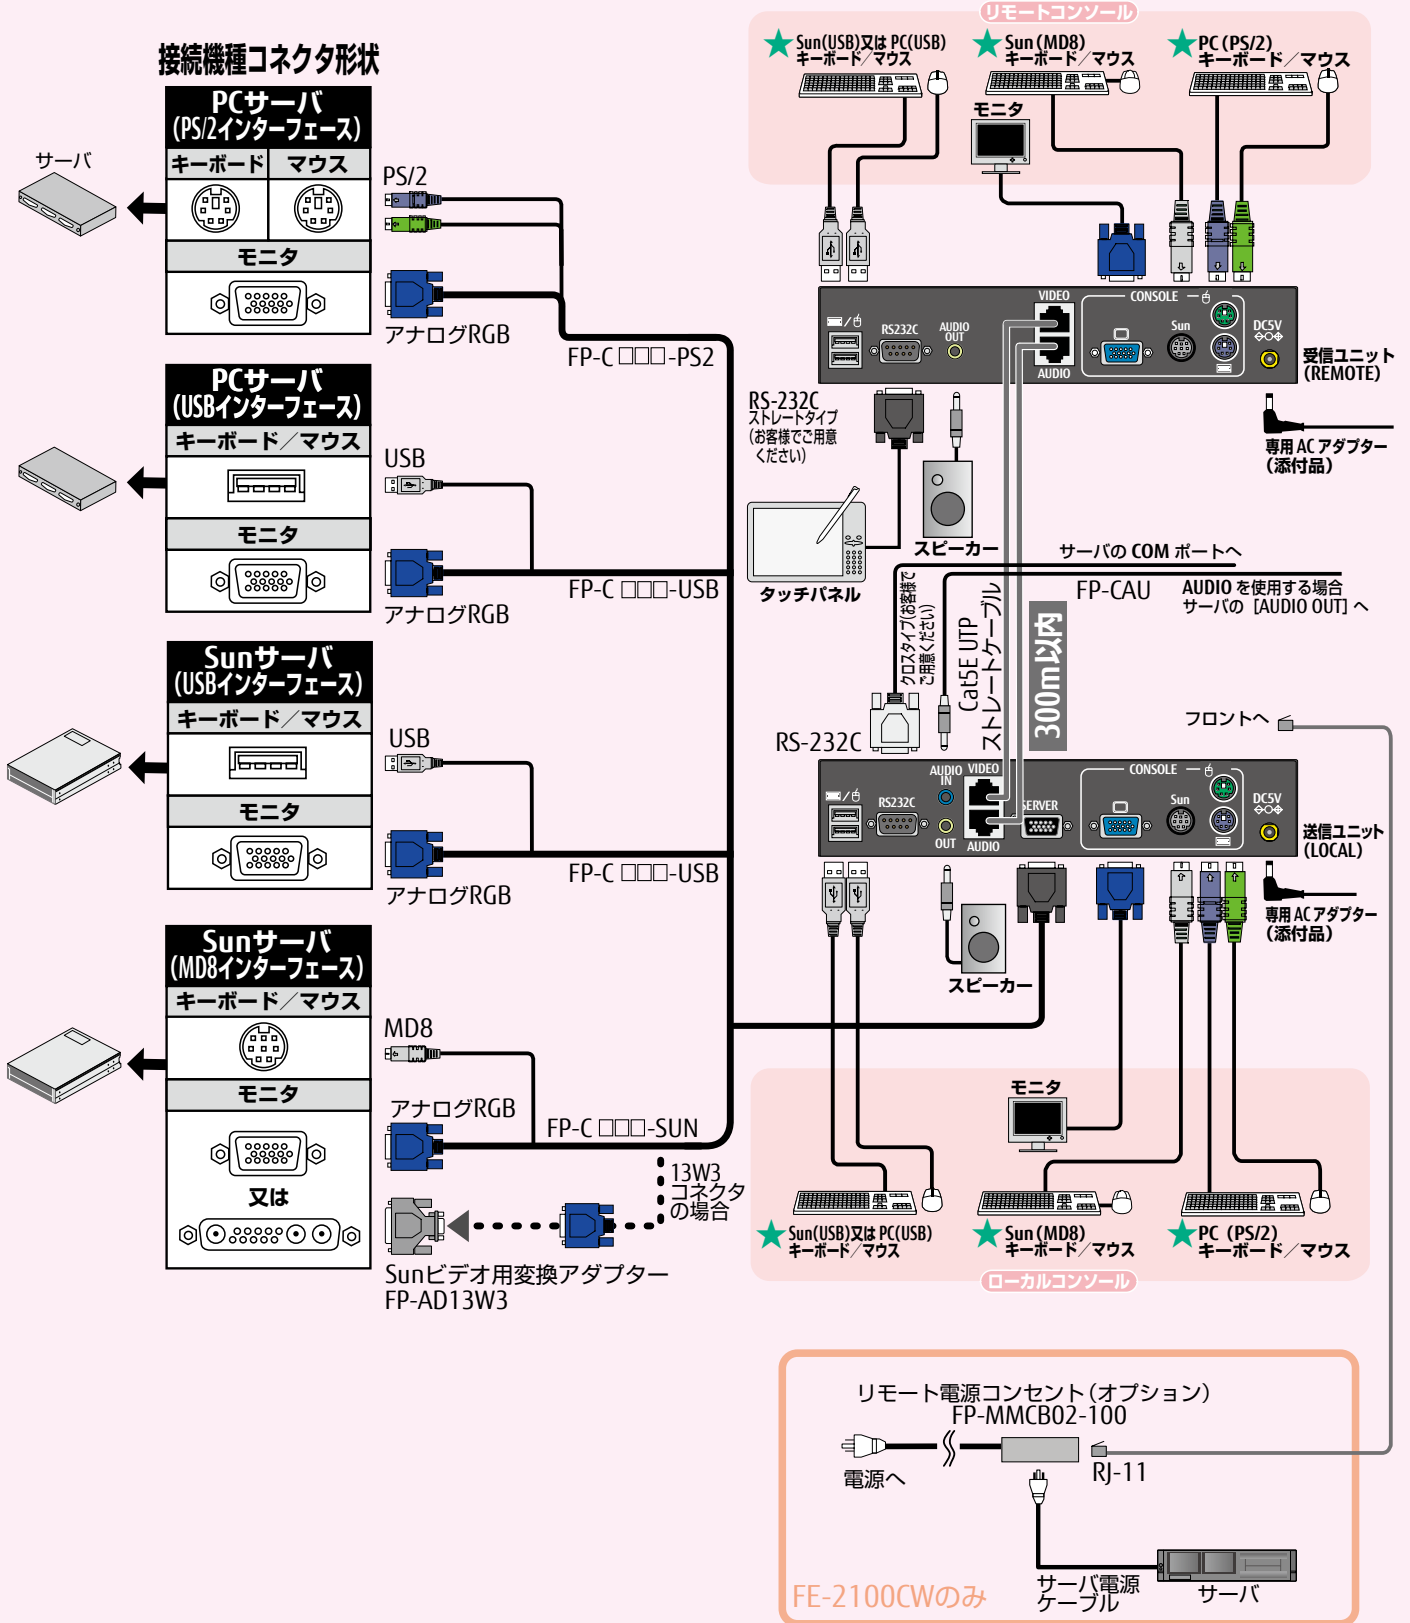 接続機種コネクタ形状
サーバ
PCサーバ
(PS/2インターフェース)
キーボード
マウス
モニタ
PS/2
アナログRGB
FP-C □□□-PS2
PCサーバ
(USBインターフェース)
キーボード／マウス
モニタ
USB
アナログRGB
FP-C □□□-USB
Sunサーバ
(USBインターフェース)
キーボード／マウス
モニタ
USB
アナログRGB
FP-C □□□-USB
Sunサーバ
(MD8インターフェース)
キーボード／マウス
モニタ
又は
MD8
アナログRGB
FP-C □□□-SUN
13W3
コネクタ
の場合
Sunビデオ用変換アダプター
FP-AD13W3
リモートコンソール
★Sun(USB)又は PC(USB)
キーボード／マウス
★Sun(MD8)
キーボード／マウス
★PC(PS/2)
キーボード／マウス
モニタ
RS232C
AUDIO
OUT
VIDEO
AUDIO
CONSOLE
Sun
DC5V
受信ユニット
(REMOTE)
RS-232C
ストレートタイプ
(お客様でご用意
ください)
専用 AC アダプター
(添付品)
タッチパネル
スピーカー
サーバの COM ポートへ
FP-CAU
AUDIO を使用する場合
サーバの [AUDIO OUT] へ
クロスタイプ(お客様で
ご用意ください)
Cat5E UTP
ストレートケーブル
300m以内
RS-232C
フロントへ
RS232C
AUDIO
IN
OUT
VIDEO
AUDIO
SERVER
CONSOLE
Sun
DC5V
送信ユニット
(LOCAL)
専用 AC アダプター
(添付品)
スピーカー
モニタ
★Sun(USB)又は PC(USB)
キーボード／マウス
★Sun(MD8)
キーボード／マウス
★PC (PS/2)
キーボード／マウス
ローカルコンソール
リモート電源コンセント(オプション)
FP-MMCB02-100
電源へ
RJ-11
サーバ電源
ケーブル
サーバ
FE-2100CWのみ